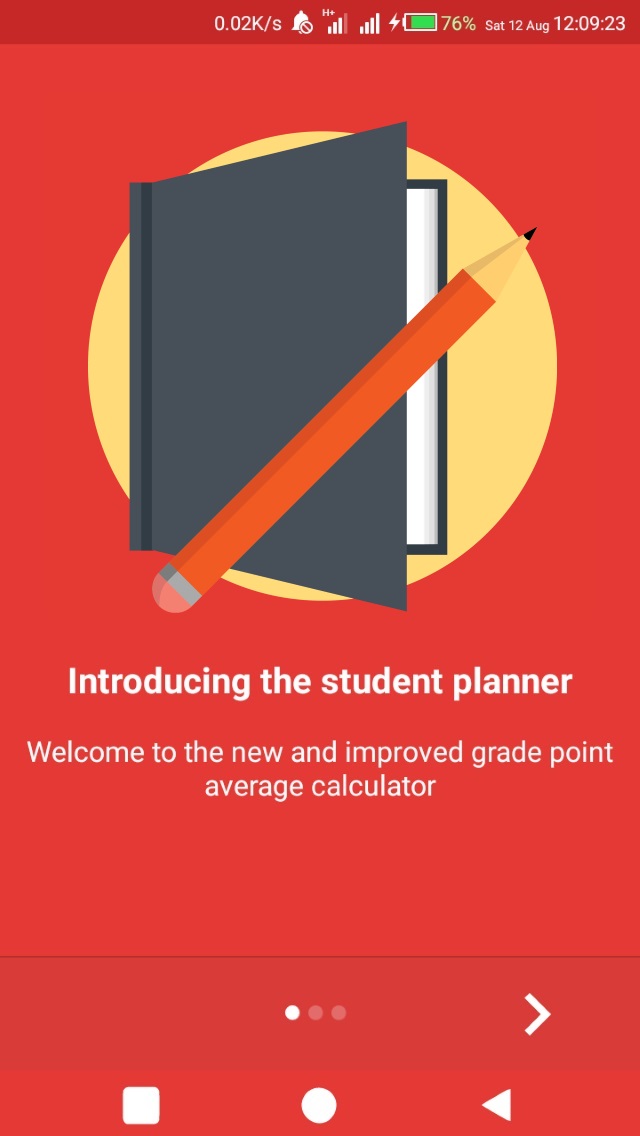 0.02K/s H+ 76% Sat 12 Aug 12:09:23
Introducing the student planner
Welcome to the new and improved grade point
average calculator